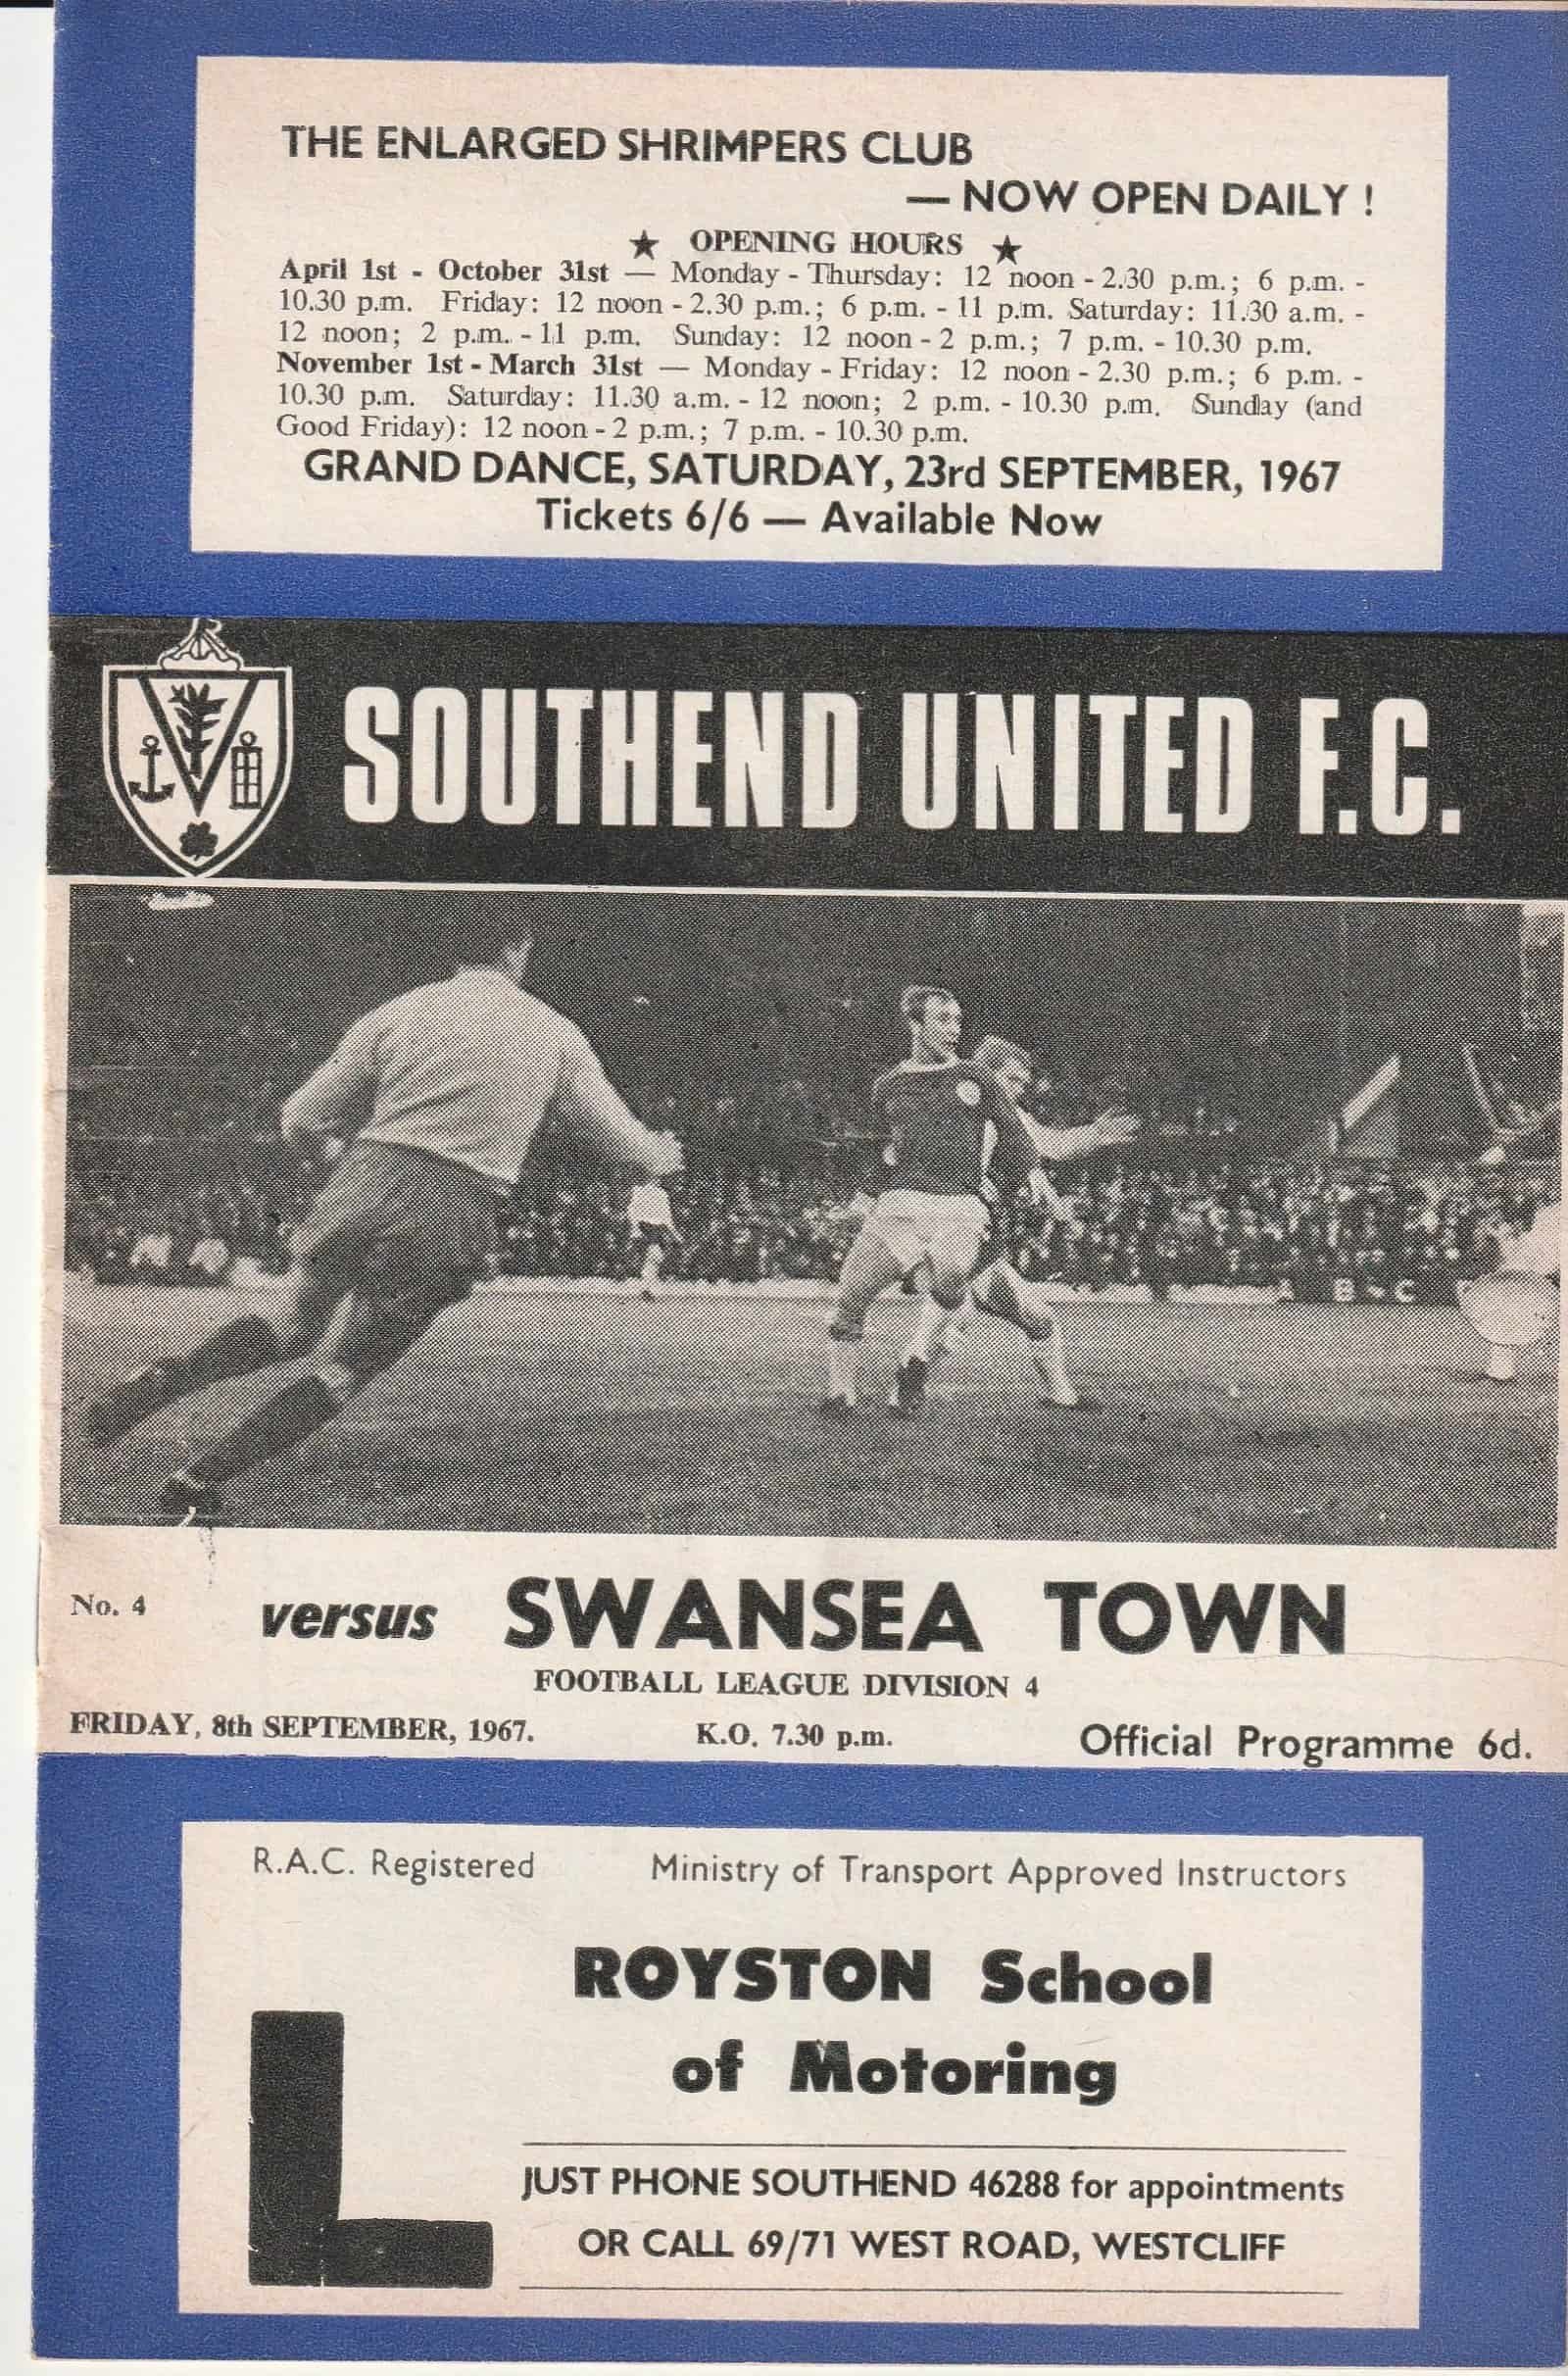 THE ENLARGED SHRIMPERS CLUB
— NOW OPEN DAILY !
★ OPENING HOURS ★
April 1st - October 31st — Monday - Thursday: 12 noon - 2.30 p.m.; 6 p.m. -
10.30 p.m. Friday: 12 noon - 2.30 p.m.; 6 p.m. - 11 p.m. Saturday: 11.30 a.m. -
12 noon; 2 p.m. - 11 p.m. Sunday: 12 noon - 2 p.m.; 7 p.m. - 10.30 p.m.
November 1st - March 31st — Monday - Friday: 12 noon - 2.30 p.m.; 6 p.m. -
10.30 p.m. Saturday: 11.30 a.m. - 12 noon; 2 p.m. - 10.30 p.m. Sunday (and
Good Friday): 12 noon - 2 p.m.; 7 p.m. - 10.30 p.m.
GRAND DANCE, SATURDAY, 23rd SEPTEMBER, 1967
Tickets 6/6 — Available Now
SOUTHEND UNITED F.C.
A B-C
No. 4 versus SWANSEA TOWN
FOOTBALL LEAGUE DIVISION 4
FRIDAY, 8th SEPTEMBER, 1967. K.O. 7.30 p.m. Official Programme 6d.
R.A.C. Registered Ministry of Transport Approved Instructors
ROYSTON School
of Motoring
L
JUST PHONE SOUTHEND 46288 for appointments
OR CALL 69/71 WEST ROAD, WESTCLIFF